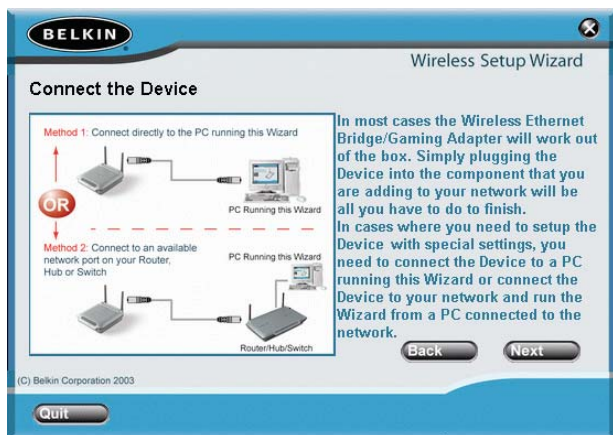 BELKIN
Wireless Setup Wizard
Connect the Device
Method 1: Connect directly to the PC running this Wizard
PC Running this Wizard
OR
Method 2: Connect to an available
network port on your Router,
Hub or Switch
PC Running this Wizard
Router/Hub/Switch
In most cases the Wireless Ethernet
Bridge/Gaming Adapter will work out
of the box. Simply plugging the
Device into the component that you
are adding to your network will be
all you have to do to finish.
In cases where you need to setup the
Device with special settings, you
need to connect the Device to a PC
running this Wizard or connect the
Device to your network and run the
Wizard from a PC connected to the
network.
Back
Next
(C) Belkin Corporation 2003
Quit